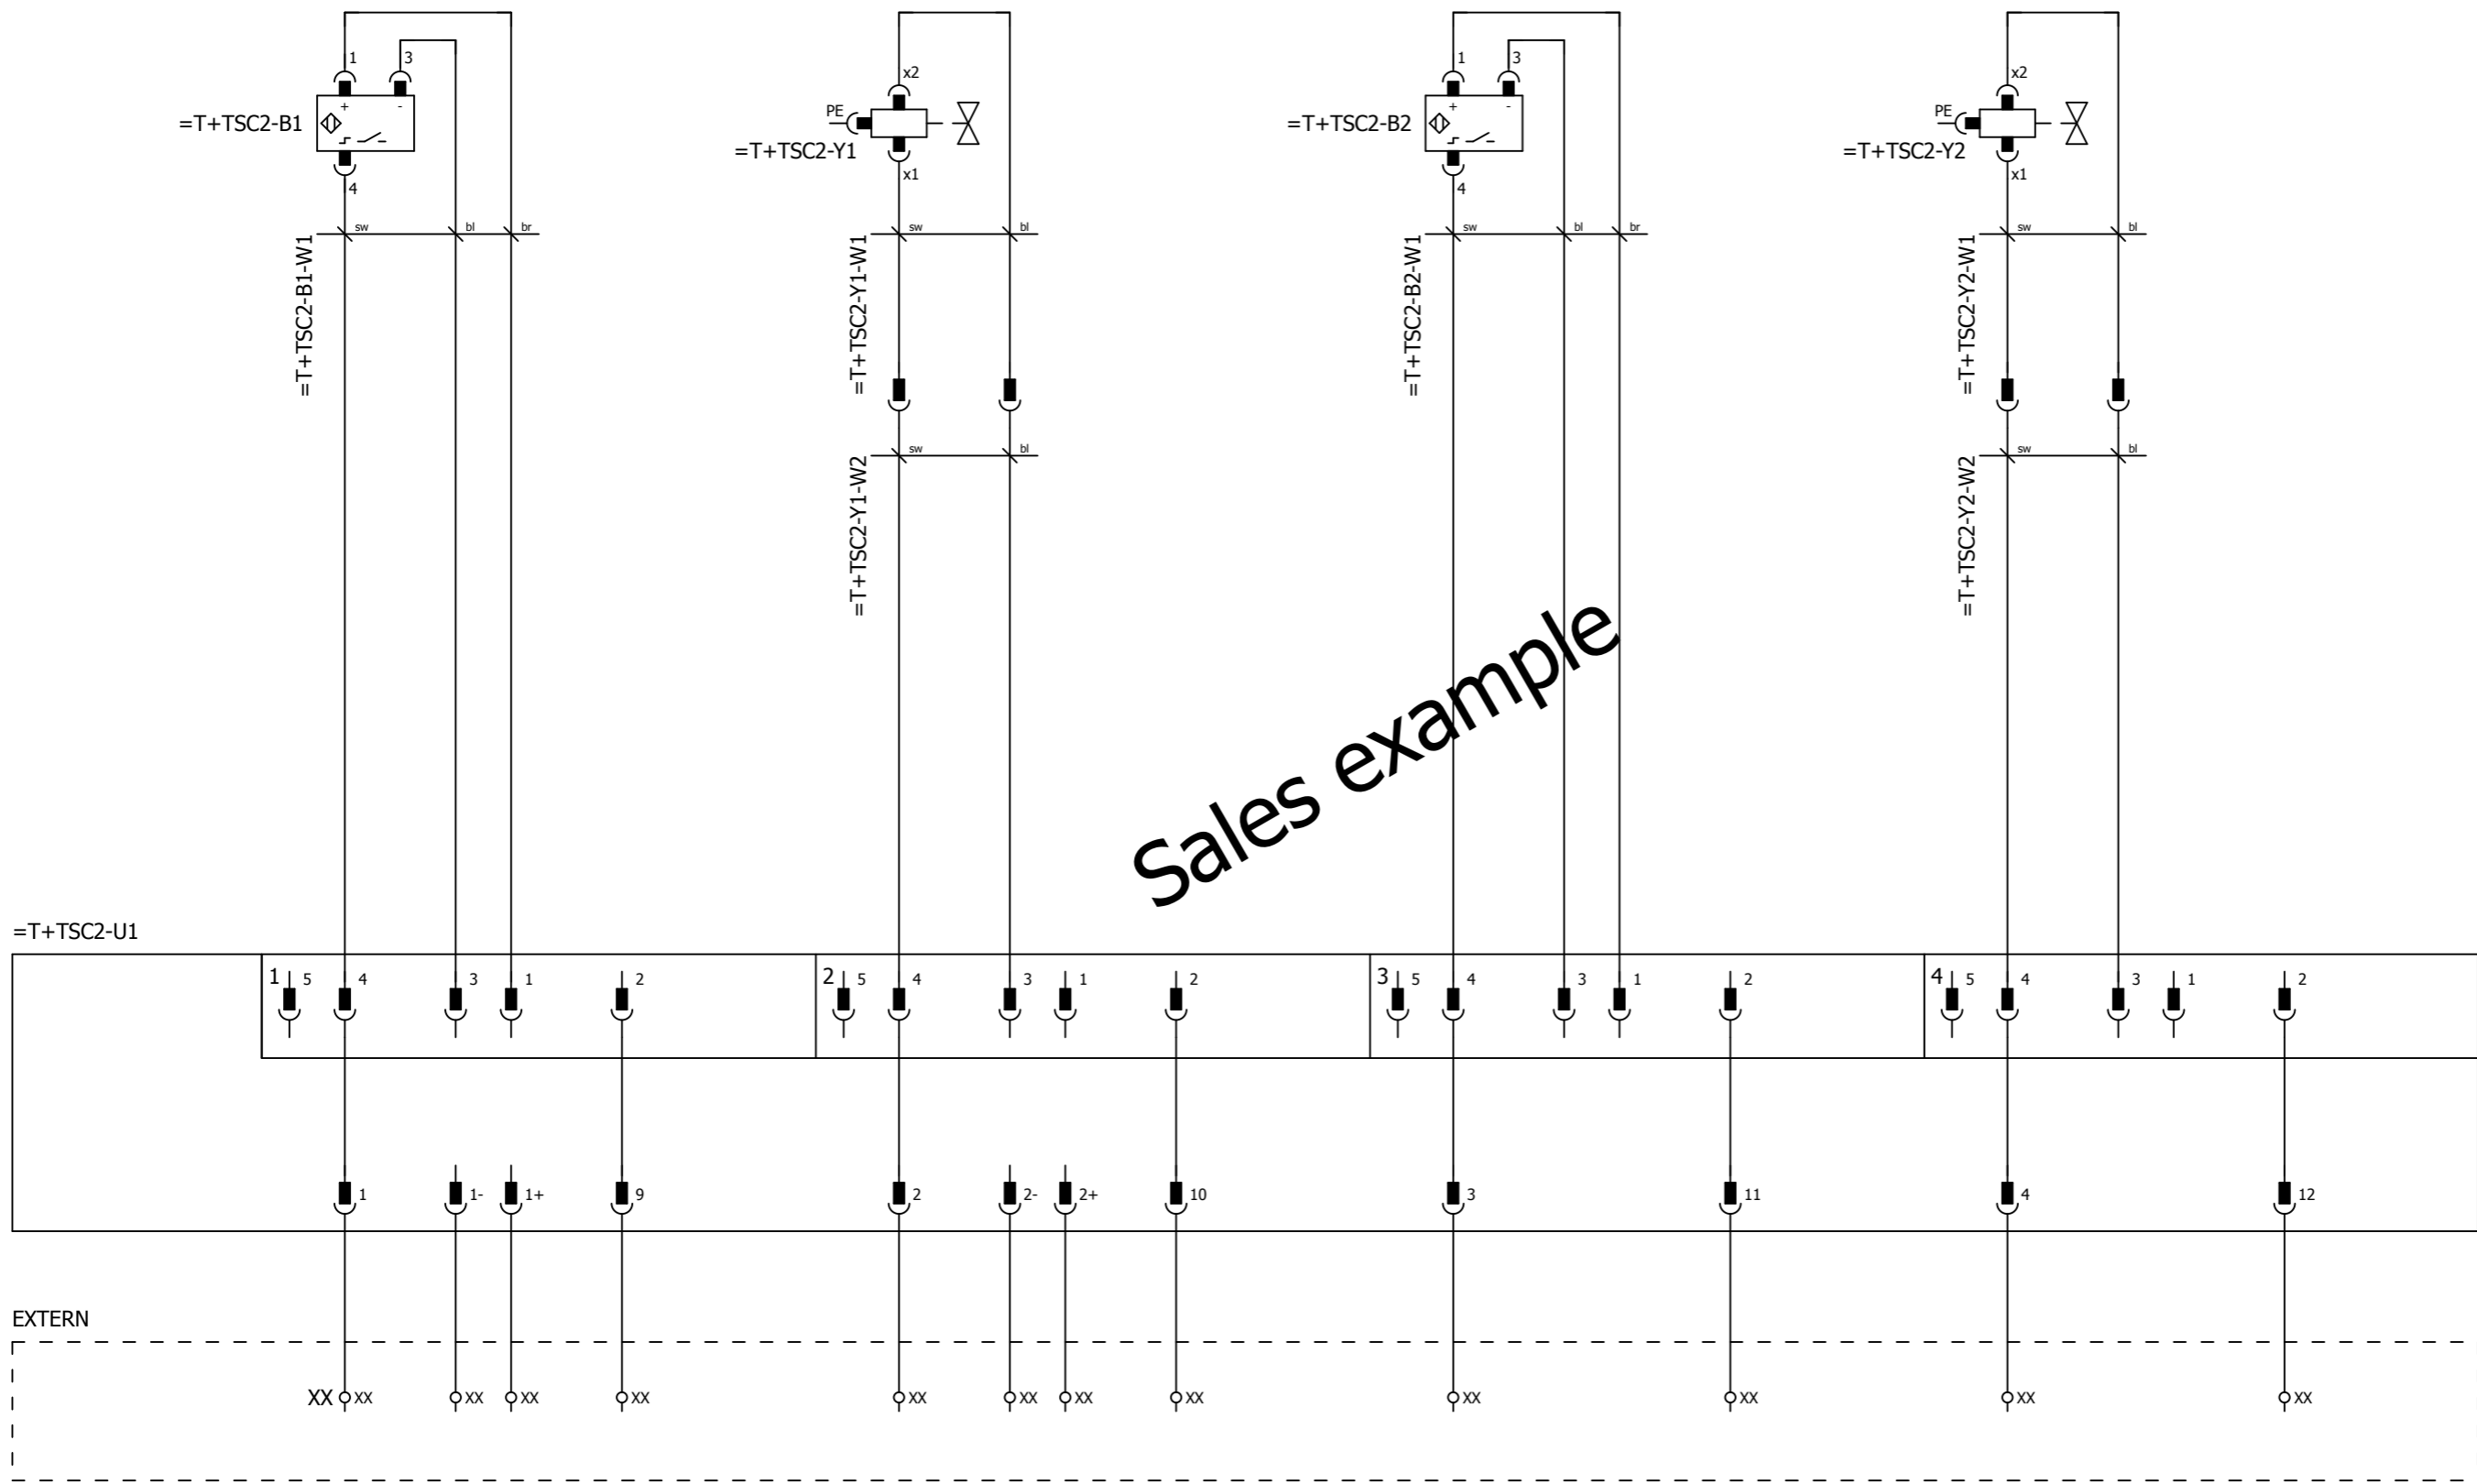 1 3
+ -
=T+TSC2-B1
4
sw bl br
=T+TSC2-B1-W1
x2
PE
=T+TSC2-Y1
x1
sw bl
=T+TSC2-Y1-W1
sw bl
=T+TSC2-Y1-W2
1 3
+ -
=T+TSC2-B2
4
sw bl br
=T+TSC2-B2-W1
x2
PE
=T+TSC2-Y2
x1
sw bl
=T+TSC2-Y2-W1
sw bl
=T+TSC2-Y2-W2
Sales example
=T+TSC2-U1
1 5 4 3 1 2 2 5 4 3 1 2 3 5 4 3 1 2 4 5 4 3 1 2
1 1- 1+ 9 2 2- 2+ 10 3 11 4 12
EXTERN
XX XX XX XX XX XX XX XX XX XX XX XX XX